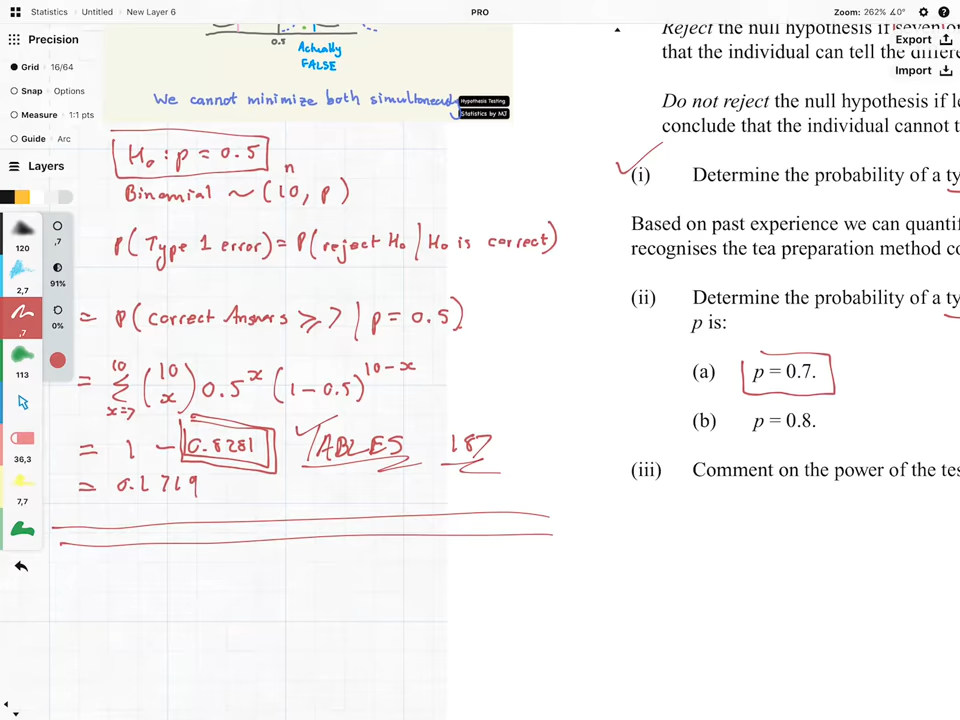 Statistics Untitled New Layer 6 PRO Zoom: 262% ∠0°
Precision
Grid 16/64
Snap Options
Measure 1:1 pts
Guide Arc
Layers
120
,7
91%
2,7
0%
,7
113
36,3
7,7
0.5
Actually
FALSE
We cannot minimize both simultaneously
Hypothesis Testing
Statistics by MJ
H₀ : p = 0.5
n
Binomial ~ (10, p)
P(Type 1 error) = P(reject H₀ | H₀ is correct)
= P(correct Answers ⩾ 7 | p = 0.5)
= 10 Σ x=7 (10 x) 0.5^x (1 - 0.5)^10-x
= 1 - 0.8281 TABLES 187
= 0.1719
Reject the null hypothesis if seven o
Export
that the individual can tell the differe
Import
Do not reject the null hypothesis if le
conclude that the individual cannot t
(i) Determine the probability of a ty
Based on past experience we can quantif
recognises the tea preparation method co
(ii) Determine the probability of a ty
p is:
(a) p = 0.7.
(b) p = 0.8.
(iii) Comment on the power of the tes